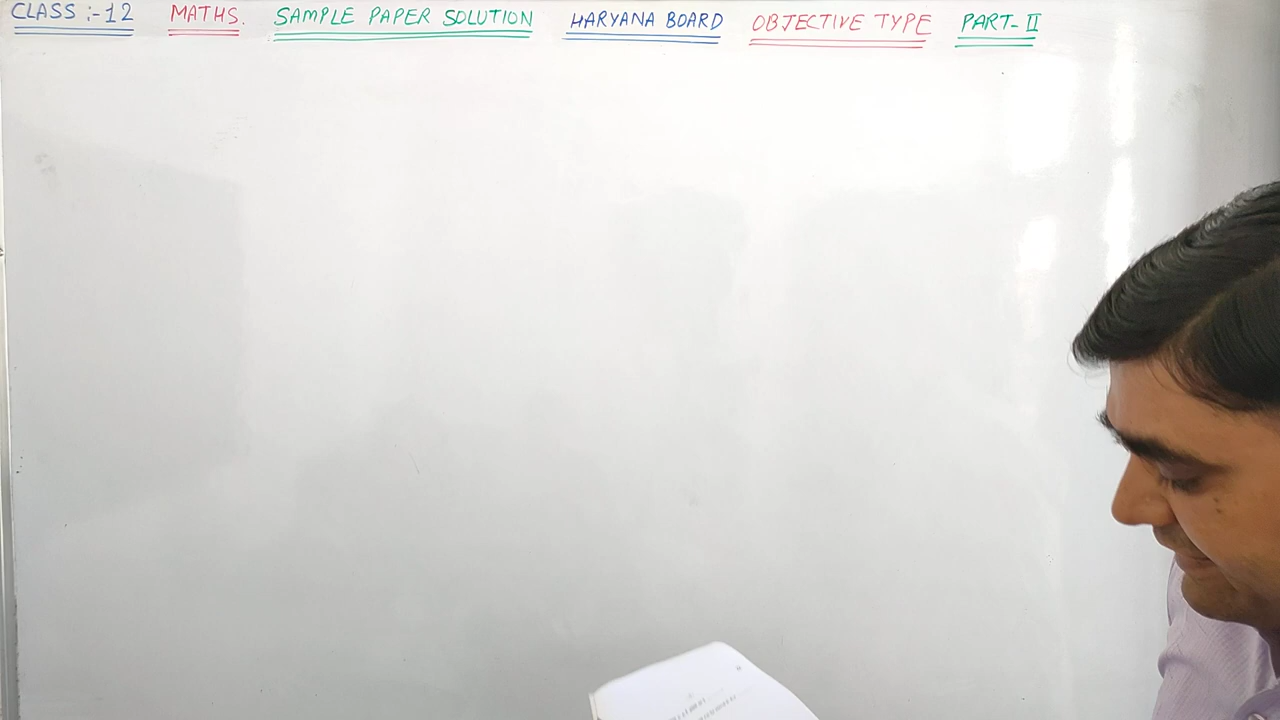 CLASS :- 12 MATHS. SAMPLE PAPER SOLUTION HARYANA BOARD OBJECTIVE TYPE PART- II